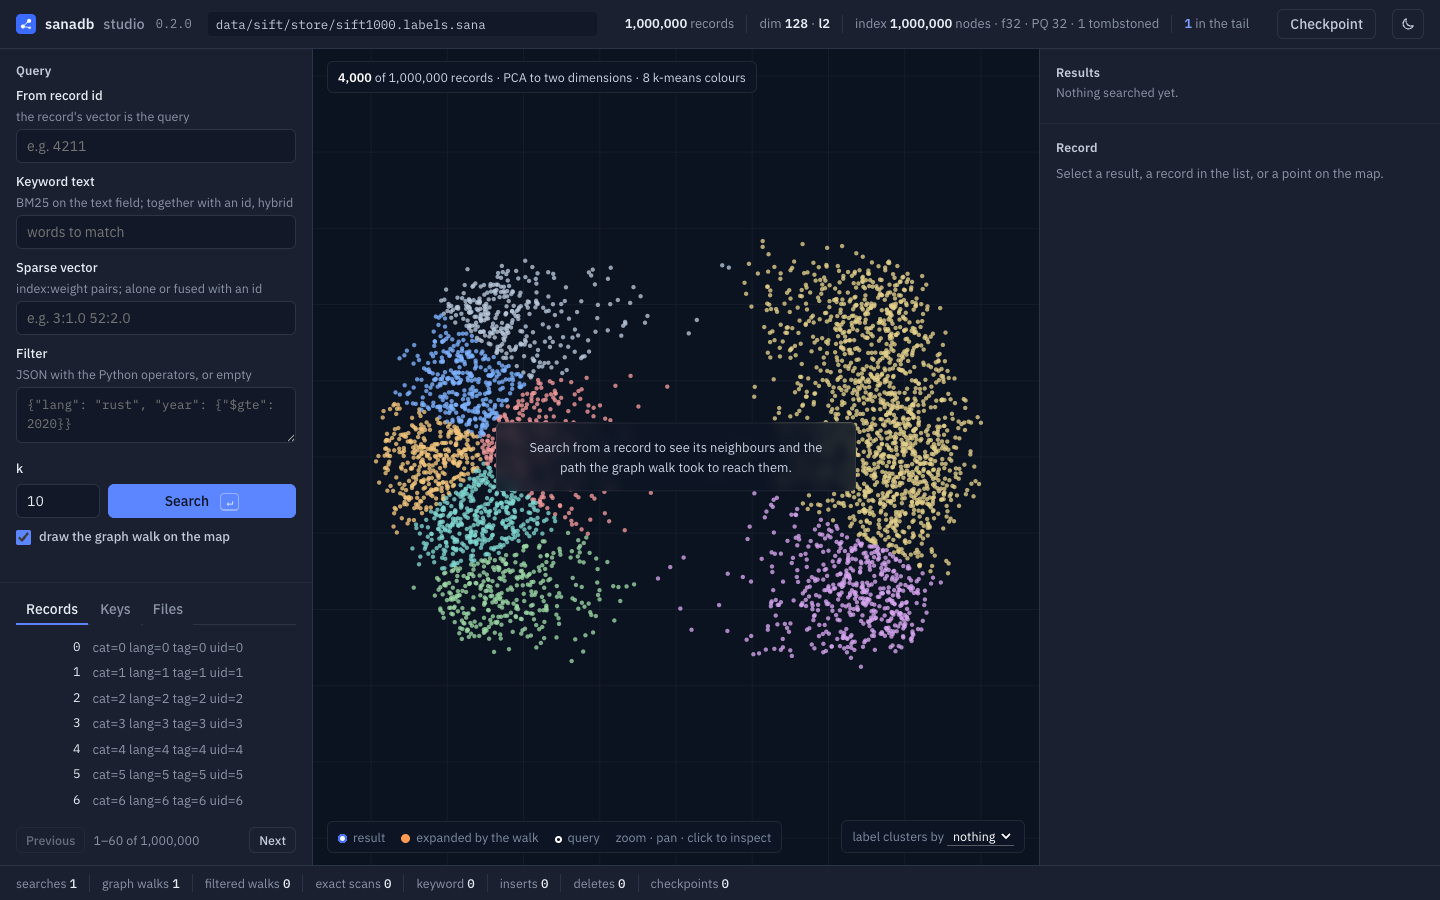 sanadb studio 0.2.0 data/sift/store/sift1000.labels.sana 1,000,000 records dim 128 · l2 index 1,000,000 nodes · f32 · PQ 32 · 1 tombstoned 1 in the tail Checkpoint
Query
From record id
the record's vector is the query
e.g. 4211
Keyword text
BM25 on the text field; together with an id, hybrid
words to match
Sparse vector
index:weight pairs; alone or fused with an id
e.g. 3:1.0 52:2.0
Filter
JSON with the Python operators, or empty
{"lang": "rust", "year": {"$gte":
2020}}
k
10 Search ↵
draw the graph walk on the map
Records Keys Files
0 cat=0 lang=0 tag=0 uid=0
1 cat=1 lang=1 tag=1 uid=1
2 cat=2 lang=2 tag=2 uid=2
3 cat=3 lang=3 tag=3 uid=3
4 cat=4 lang=4 tag=4 uid=4
5 cat=5 lang=5 tag=5 uid=5
6 cat=6 lang=6 tag=6 uid=6
Previous 1–60 of 1,000,000 Next
4,000 of 1,000,000 records · PCA to two dimensions · 8 k-means colours
Search from a record to see its neighbours and the
path the graph walk took to reach them.
result expanded by the walk query zoom · pan · click to inspect
label clusters by nothing
Results
Nothing searched yet.
Record
Select a result, a record in the list, or a point on the map.
searches 1 graph walks 1 filtered walks 0 exact scans 0 keyword 0 inserts 0 deletes 0 checkpoints 0